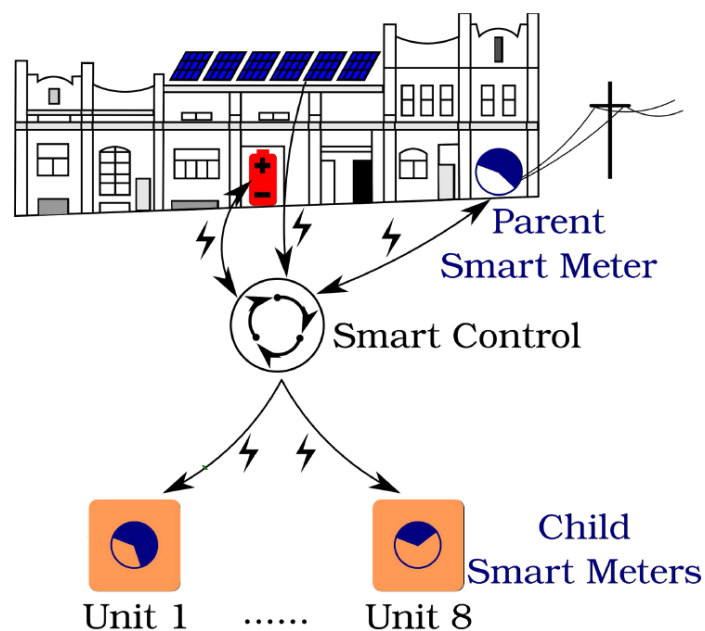 +
−
Parent
Smart Meter
Smart Control
Child
Smart Meters
Unit 1 ...... Unit 8